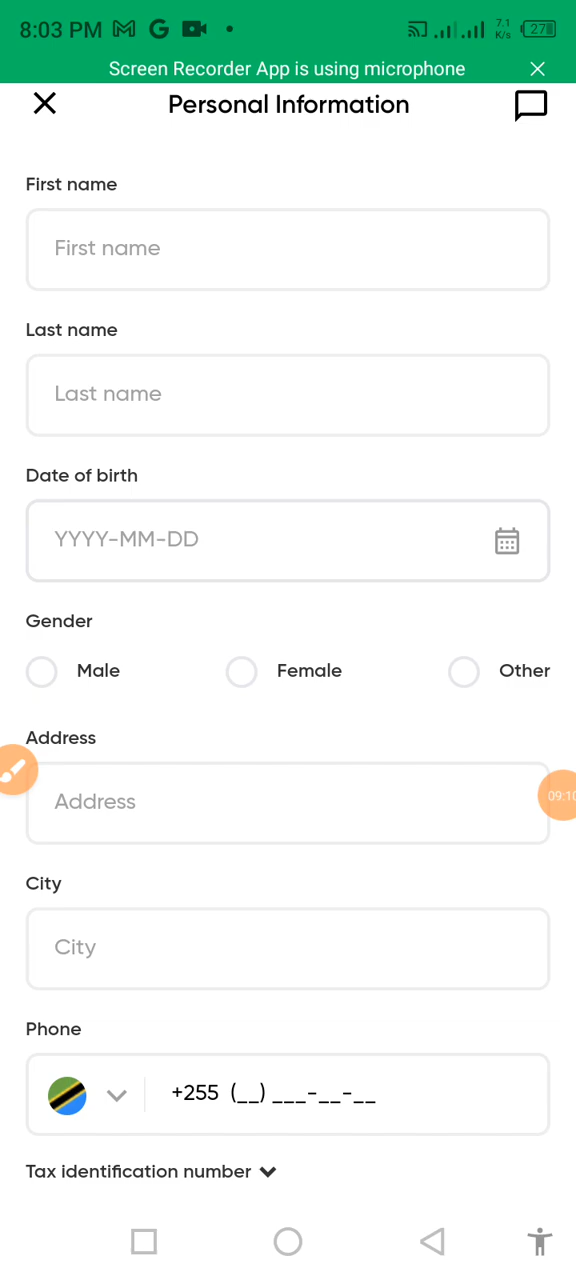 8:03 PM
7.1
K/s
27
Screen Recorder App is using microphone
Personal Information
First name
First name
Last name
Last name
Date of birth
YYYY-MM-DD
Gender
Male Female Other
Address
Address
09:10
City
City
Phone
+255 (__) ___-__-__
Tax identification number